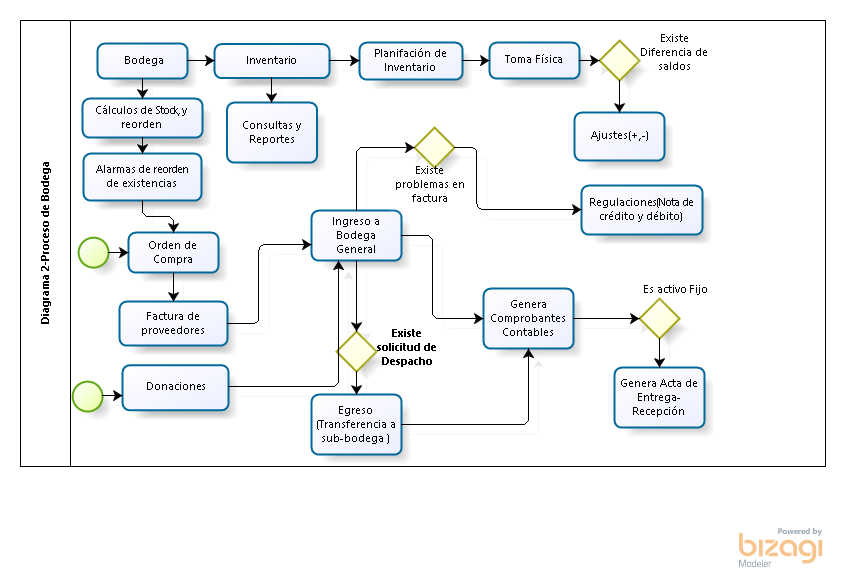 Diagrama 2-Proceso de Bodega
Bodega
Inventario
Planifación de
Inventario
Toma Física
Existe
Diferencia de
saldos
Cálculos de Stock,y
reorden
Consultas y
Reportes
Ajustes(+,-)
Alarmas de reorden
de existencias
Existe
problemas en
factura
Regulaciones(Nota de
crédito y débito)
Orden de
Compra
Ingreso a
Bodega
General
Factura de
proveedores
Existe
solicitud de
Despacho
Genera
Comprobantes
Contables
Es activo Fijo
Donaciones
Egreso
(Transferencia a
sub-bodega )
Genera Acta de
Entrega-
Recepción
Powered by
bizagi
Modeler